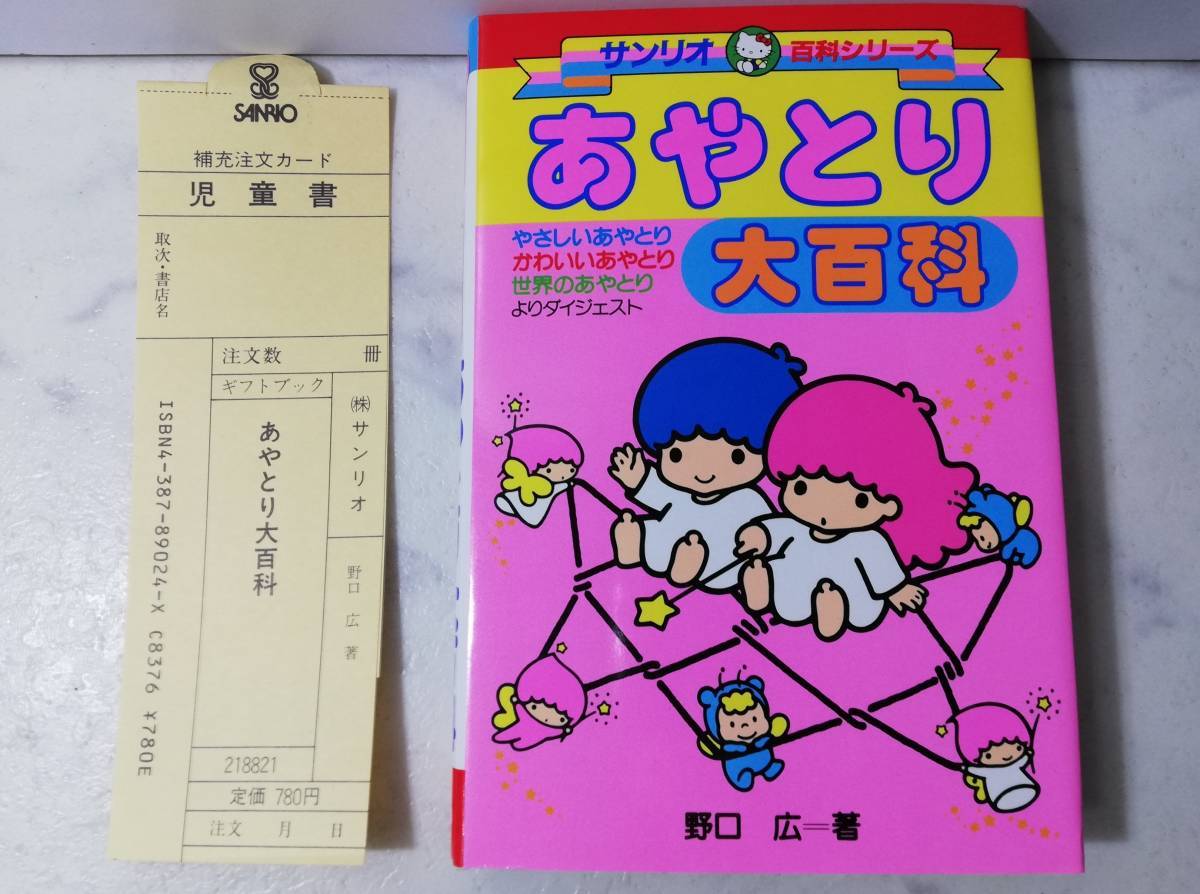 SANRIO
補充注文カード
児童書
取次・書店名
注文数 冊
ギフトブック
㈱サンリオ
あやとり大百科
野口 広 著
ISBN4-387-89024-X C8376 ¥780E
218821
定価 780円
注文 月 日
サンリオ 百科シリーズ
あやとり
大百科
やさしいあやとり
かわいいあやとり
世界のあやとり
よりダイジェスト
野口 広＝著